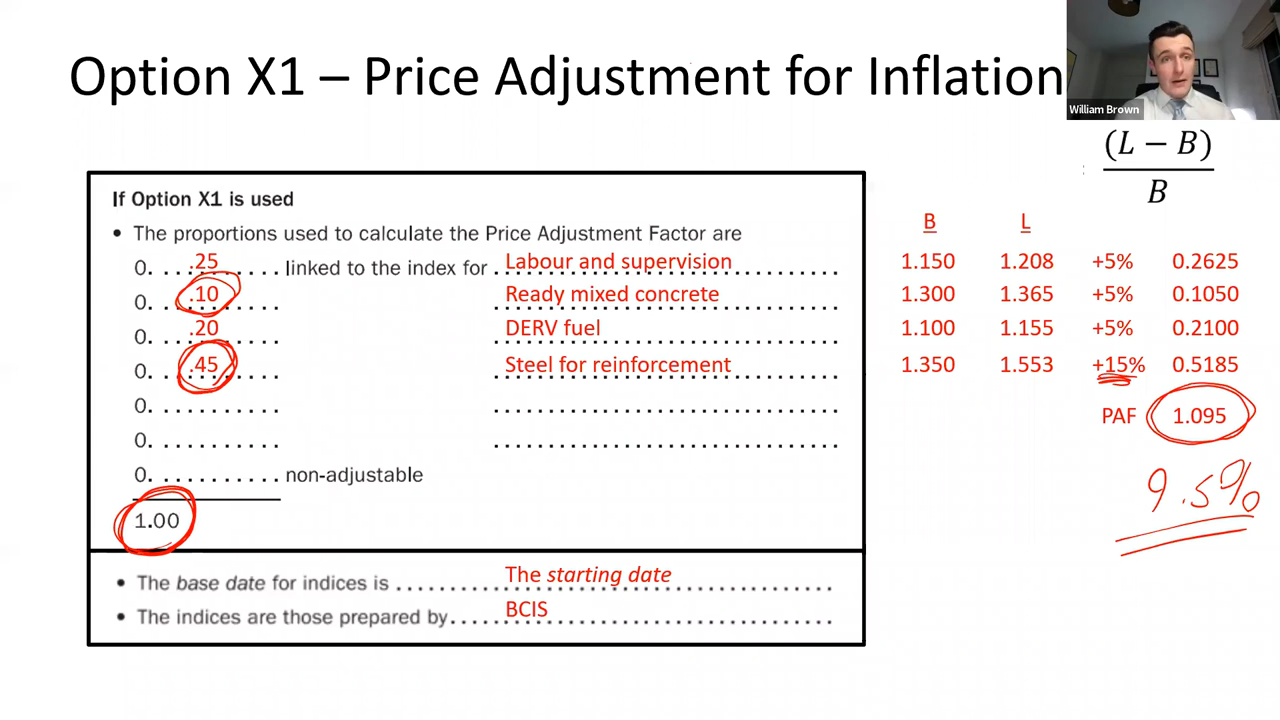 Option X1 – Price Adjustment for Inflation
William Brown
(L − B)
B
If Option X1 is used
• The proportions used to calculate the Price Adjustment Factor are
B L
0. .25 linked to the index for Labour and supervision 1.150 1.208 +5% 0.2625
0. .10 Ready mixed concrete 1.300 1.365 +5% 0.1050
0. .20 DERV fuel 1.100 1.155 +5% 0.2100
0. .45 Steel for reinforcement 1.350 1.553 +15% 0.5185
0. PAF 1.095
0.
0. non-adjustable
9.5%
1.00
• The base date for indices is The starting date
• The indices are those prepared by BCIS